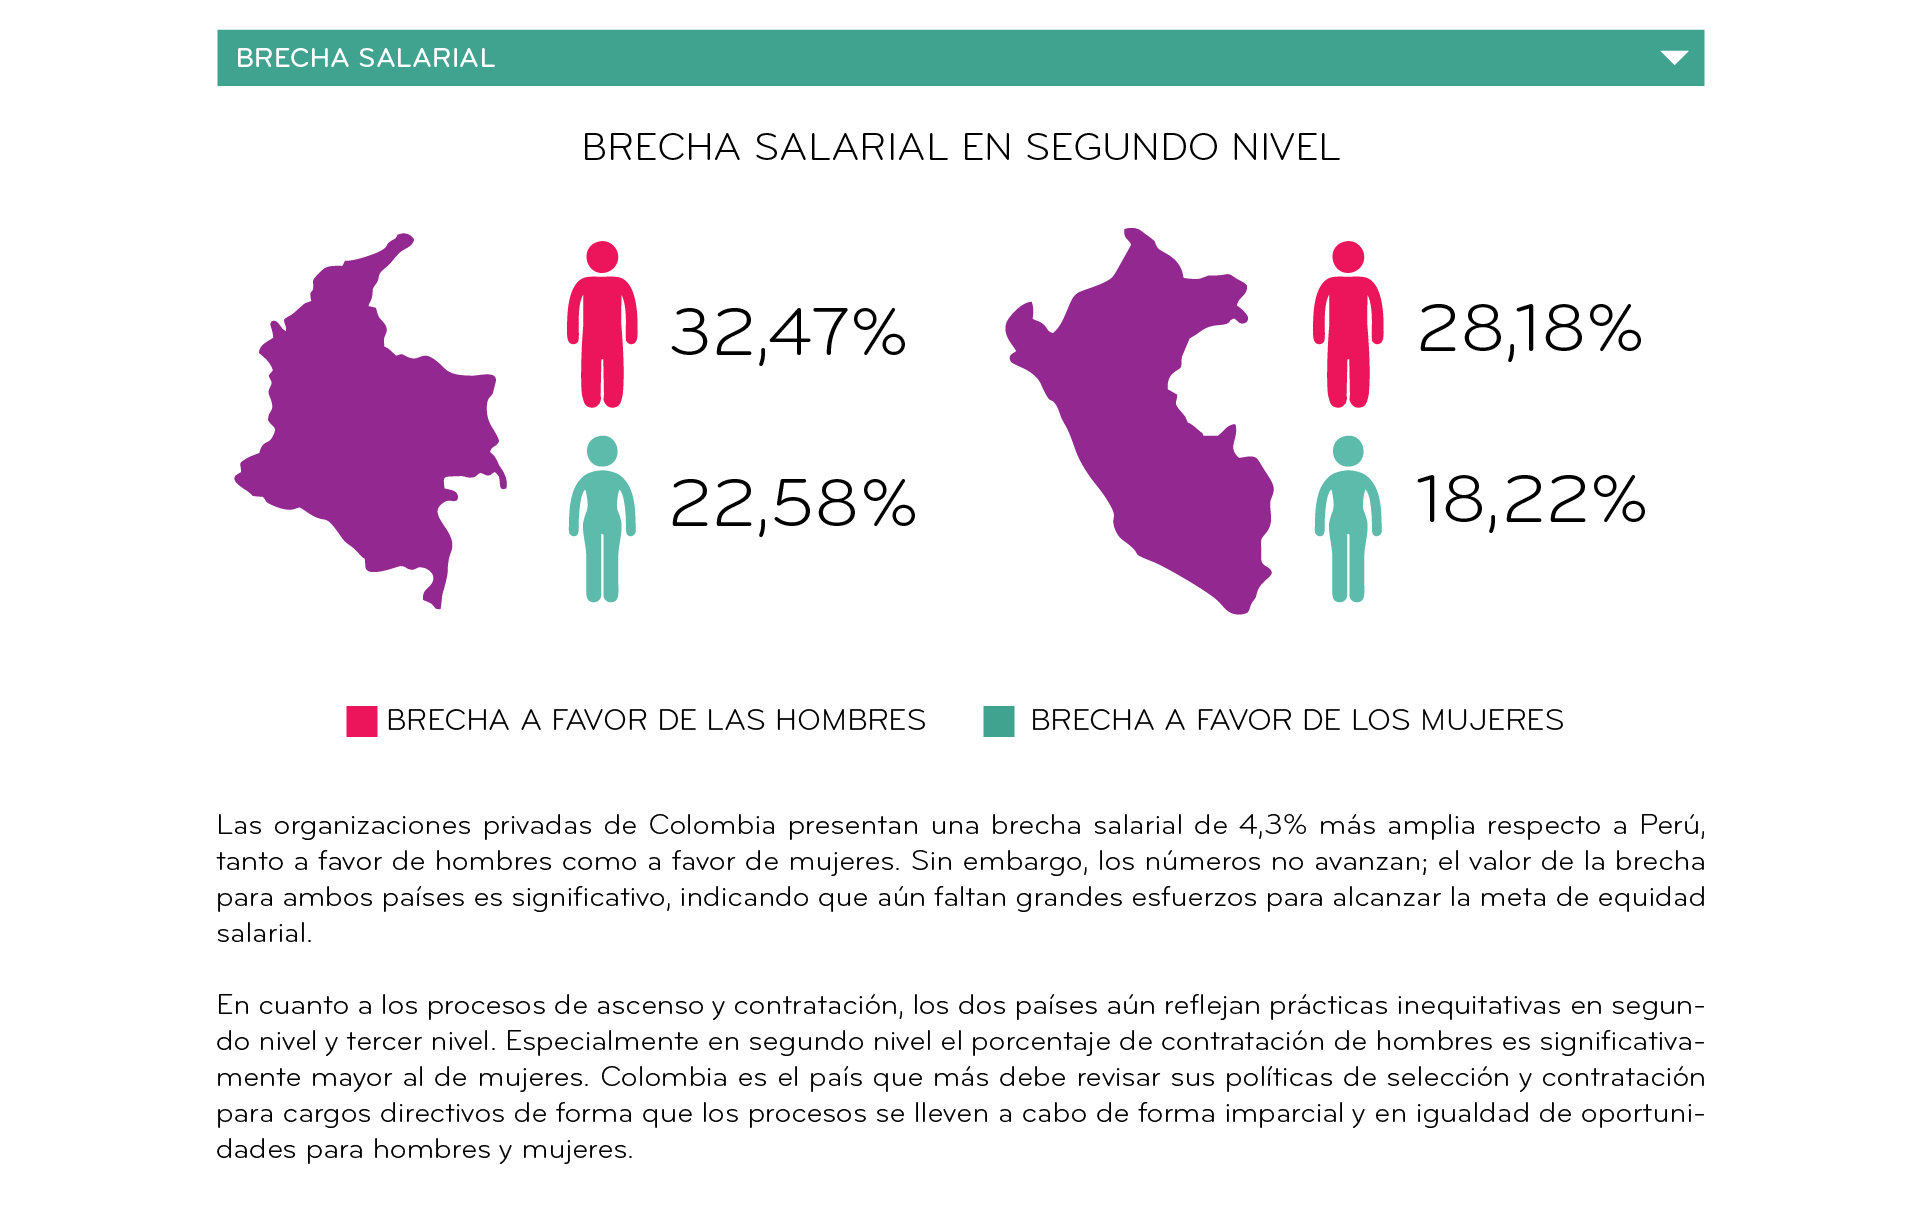 BRECHA SALARIAL
BRECHA SALARIAL EN SEGUNDO NIVEL
32,47%
22,58%
28,18%
18,22%
BRECHA A FAVOR DE LAS HOMBRES
BRECHA A FAVOR DE LOS MUJERES
Las organizaciones privadas de Colombia presentan una brecha salarial de 4,3% más amplia respecto a Perú,
tanto a favor de hombres como a favor de mujeres. Sin embargo, los números no avanzan; el valor de la brecha
para ambos países es significativo, indicando que aún faltan grandes esfuerzos para alcanzar la meta de equidad
salarial.
En cuanto a los procesos de ascenso y contratación, los dos países aún reflejan prácticas inequitativas en segun-
do nivel y tercer nivel. Especialmente en segundo nivel el porcentaje de contratación de hombres es significativa-
mente mayor al de mujeres. Colombia es el país que más debe revisar sus políticas de selección y contratación
para cargos directivos de forma que los procesos se lleven a cabo de forma imparcial y en igualdad de oportuni-
dades para hombres y mujeres.